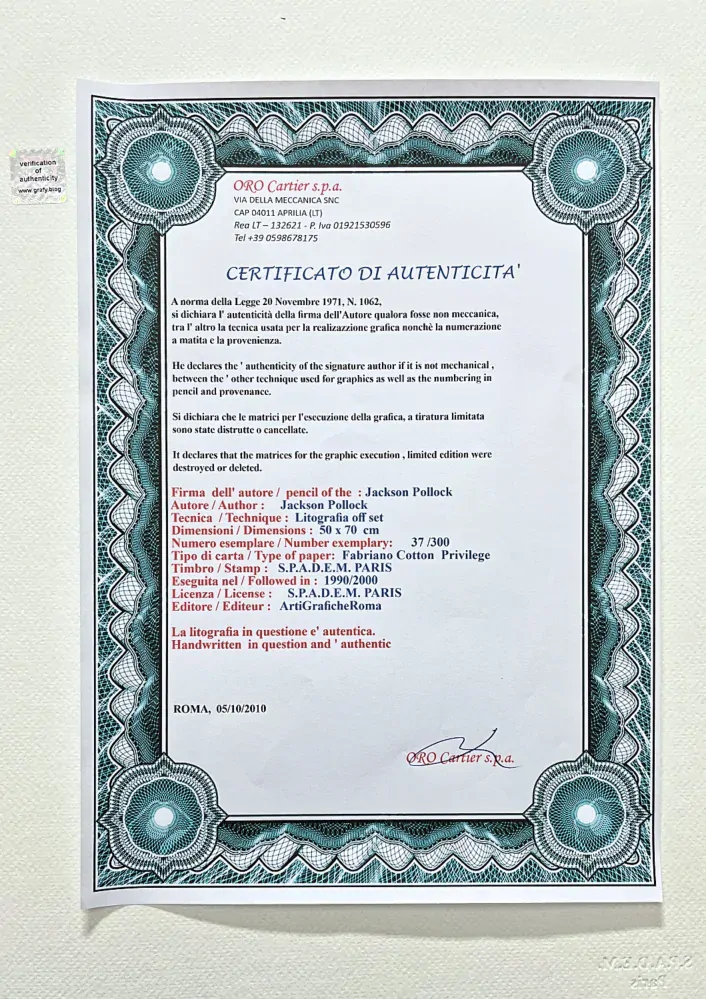 verification
of
authenticity
www.grafy.blog
ORO Cartier s.p.a.
VIA DELLA MECCANICA SNC
CAP 04011 APRILIA (LT)
Rea LT – 132621 - P. Iva 01921530596
Tel +39 0598678175
CERTIFICATO DI AUTENTICITA'
A norma della Legge 20 Novembre 1971, N. 1062,
si dichiara l' autenticità della firma dell'Autore qualora fosse non meccanica,
tra l' altro la tecnica usata per la realizazzione grafica nonchè la numerazione
a matita e la provenienza.
He declares the ' authenticity of the signature author if it is not mechanical ,
between the ' other technique used for graphics as well as the numbering in
pencil and provenance.
Si dichiara che le matrici per l'esecuzione della grafica, a tiratura limitata
sono state distrutte o cancellate.
It declares that the matrices for the graphic execution , limited edition were
destroyed or deleted.
Firma dell' autore / pencil of the : Jackson Pollock
Autore / Author : Jackson Pollock
Tecnica / Technique : Litografia off set
Dimensioni / Dimensions : 50 x 70 cm
Numero esemplare / Number exemplary: 37 /300
Tipo di carta / Type of paper: Fabriano Cotton Privilege
Timbro / Stamp : S.P.A.D.E.M. PARIS
Eseguita nel / Followed in : 1990/2000
Licenza / License : S.P.A.D.E.M. PARIS
Editore / Editeur : ArtiGraficheRoma
La litografia in questione e' autentica.
Handwritten in question and ' authentic
ROMA, 05/10/2010
ORO Cartier s.p.a.
S.P.A.D.E.M.
Paris